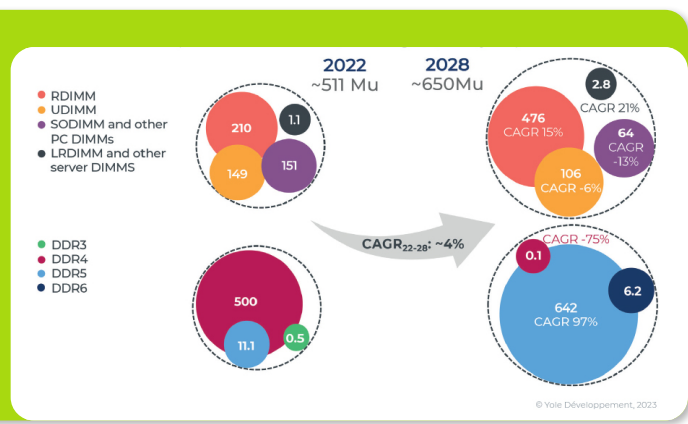 2022
~511 Mu
2028
~650Mu
RDIMM
UDIMM
SODIMM and other
PC DIMMs
LRDIMM and other
server DIMMS
210
1.1
149
151
2.8
CAGR 21%
476
CAGR 15%
64
CAGR
-13%
106
CAGR -6%
CAGR22-28: ~4%
DDR3
DDR4
DDR5
DDR6
500
11.1
0.5
CAGR -75%
0.1
6.2
642
CAGR 97%
© Yole Développement, 2023